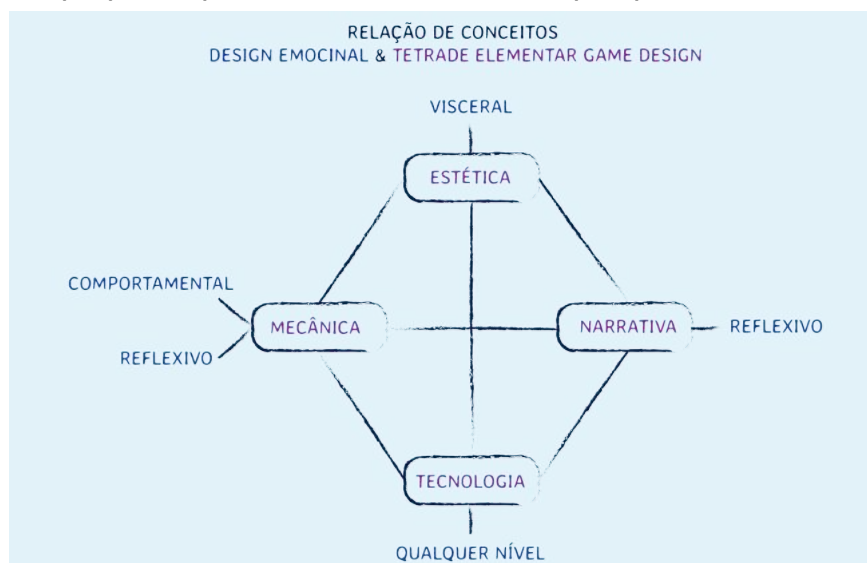 RELAÇÃO DE CONCEITOS
DESIGN EMOCINAL & TETRADE ELEMENTAR GAME DESIGN
VISCERAL
ESTÉTICA
COMPORTAMENTAL
MECÂNICA
NARRATIVA
REFLEXIVO
REFLEXIVO
TECNOLOGIA
QUALQUER NÍVEL